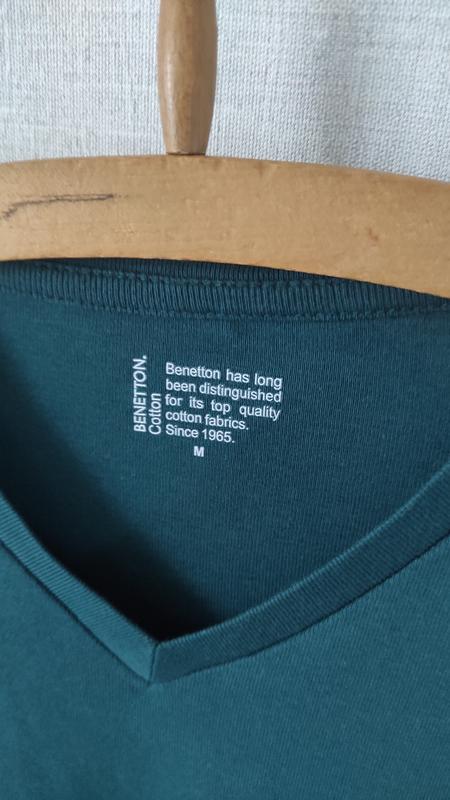 BENETTON.
Cotton
Benetton has long
been distinguished
for its top quality
cotton fabrics.
Since 1965.
M